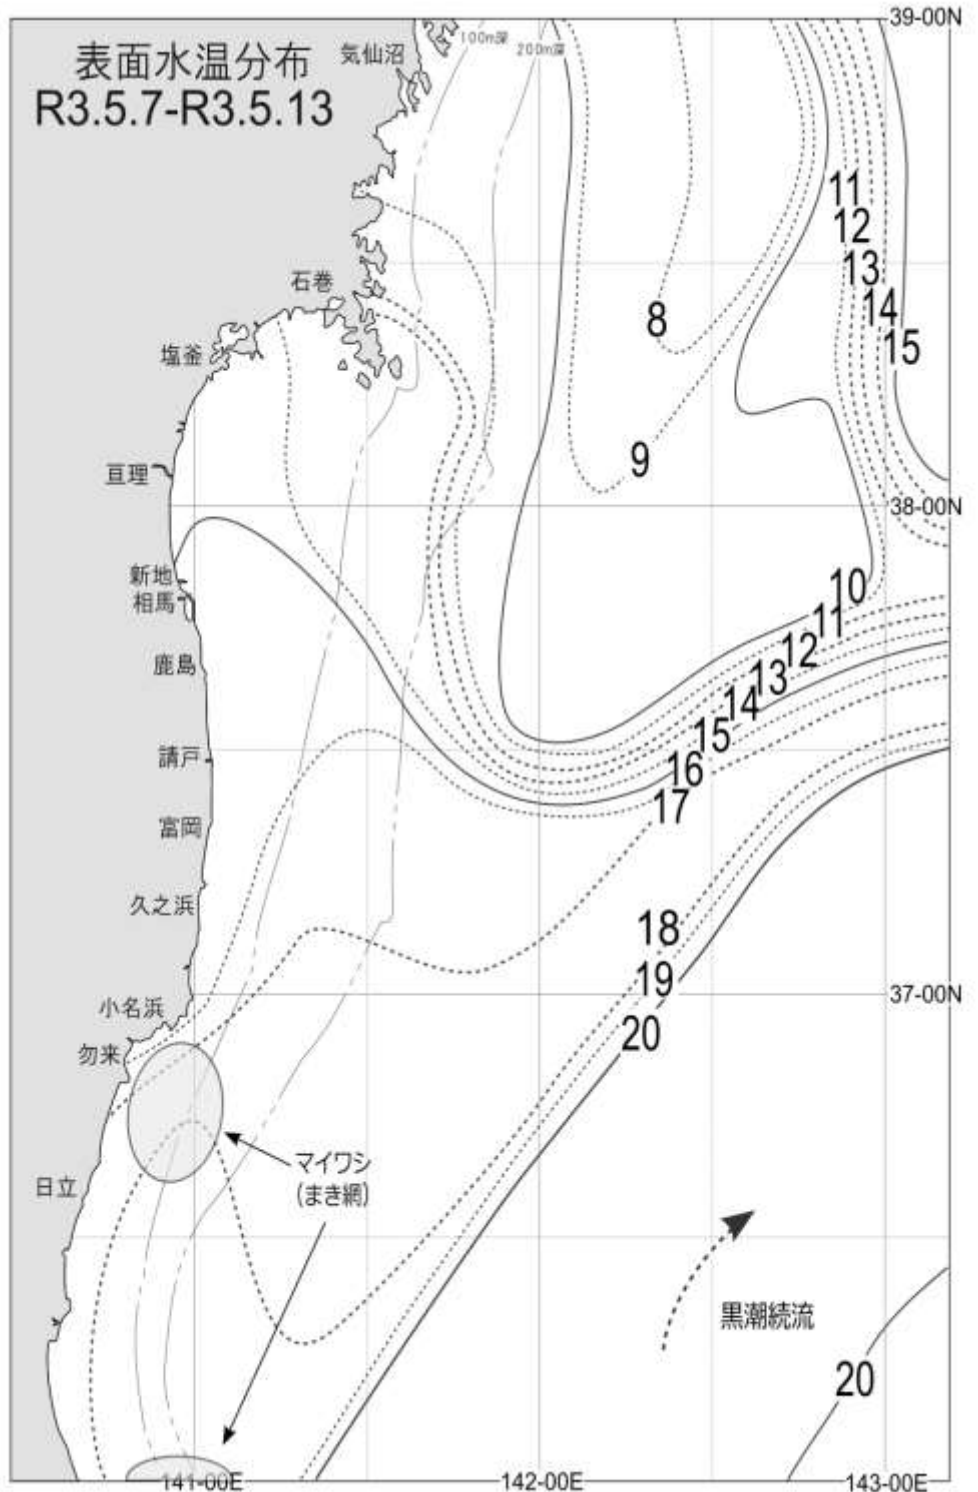 39-00N
100m深
200m深
気仙沼
表面水温分布
R3.5.7-R3.5.13
11
12
13
14
15
石巻
8
塩釜
9
亘理
38-00N
新地
相馬
10
11
12
13
14
15
16
17
鹿島
請戸
富岡
久之浜
18
19
20
37-00N
小名浜
勿来
マイワシ
(まき網)
日立
黒潮続流
20
141-00E
142-00E
143-00E